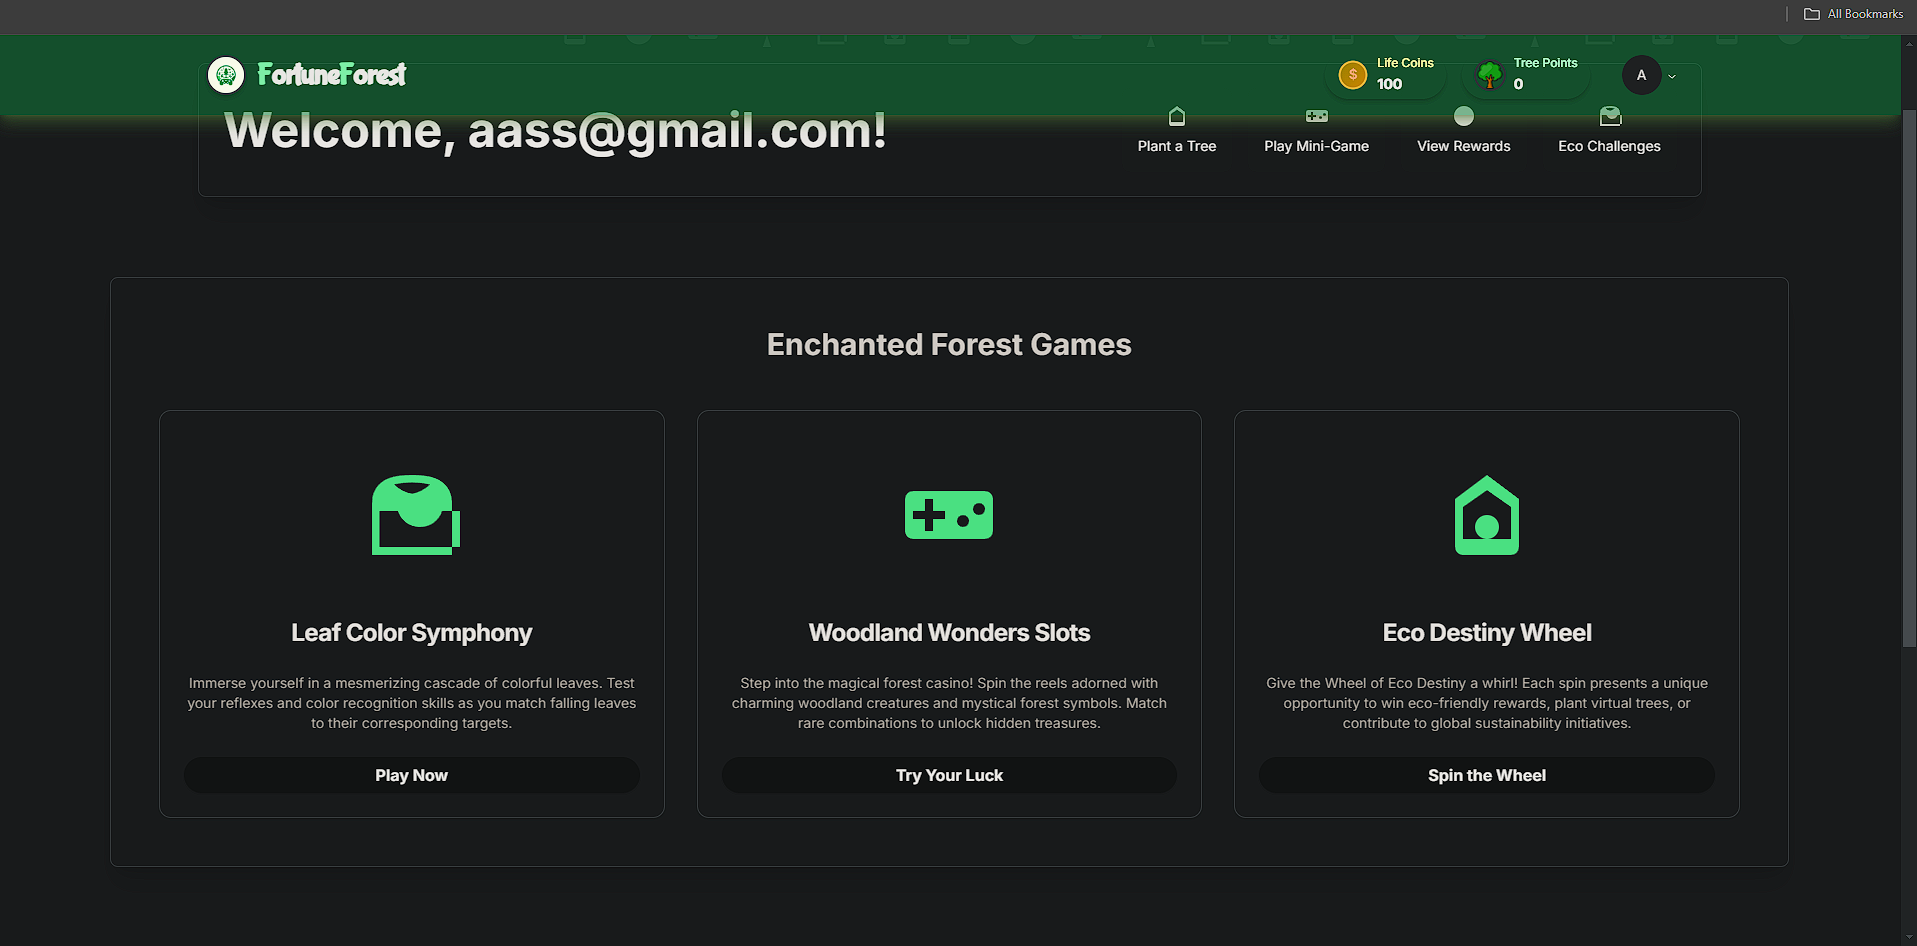 All Bookmarks
FortuneForest
Life Coins
100
Tree Points
0
A
Welcome, aass@gmail.com!
Plant a Tree
Play Mini-Game
View Rewards
Eco Challenges
Enchanted Forest Games
Leaf Color Symphony
Immerse yourself in a mesmerizing cascade of colorful leaves. Test
your reflexes and color recognition skills as you match falling leaves
to their corresponding targets.
Play Now
Woodland Wonders Slots
Step into the magical forest casino! Spin the reels adorned with
charming woodland creatures and mystical forest symbols. Match
rare combinations to unlock hidden treasures.
Try Your Luck
Eco Destiny Wheel
Give the Wheel of Eco Destiny a whirl! Each spin presents a unique
opportunity to win eco-friendly rewards, plant virtual trees, or
contribute to global sustainability initiatives.
Spin the Wheel